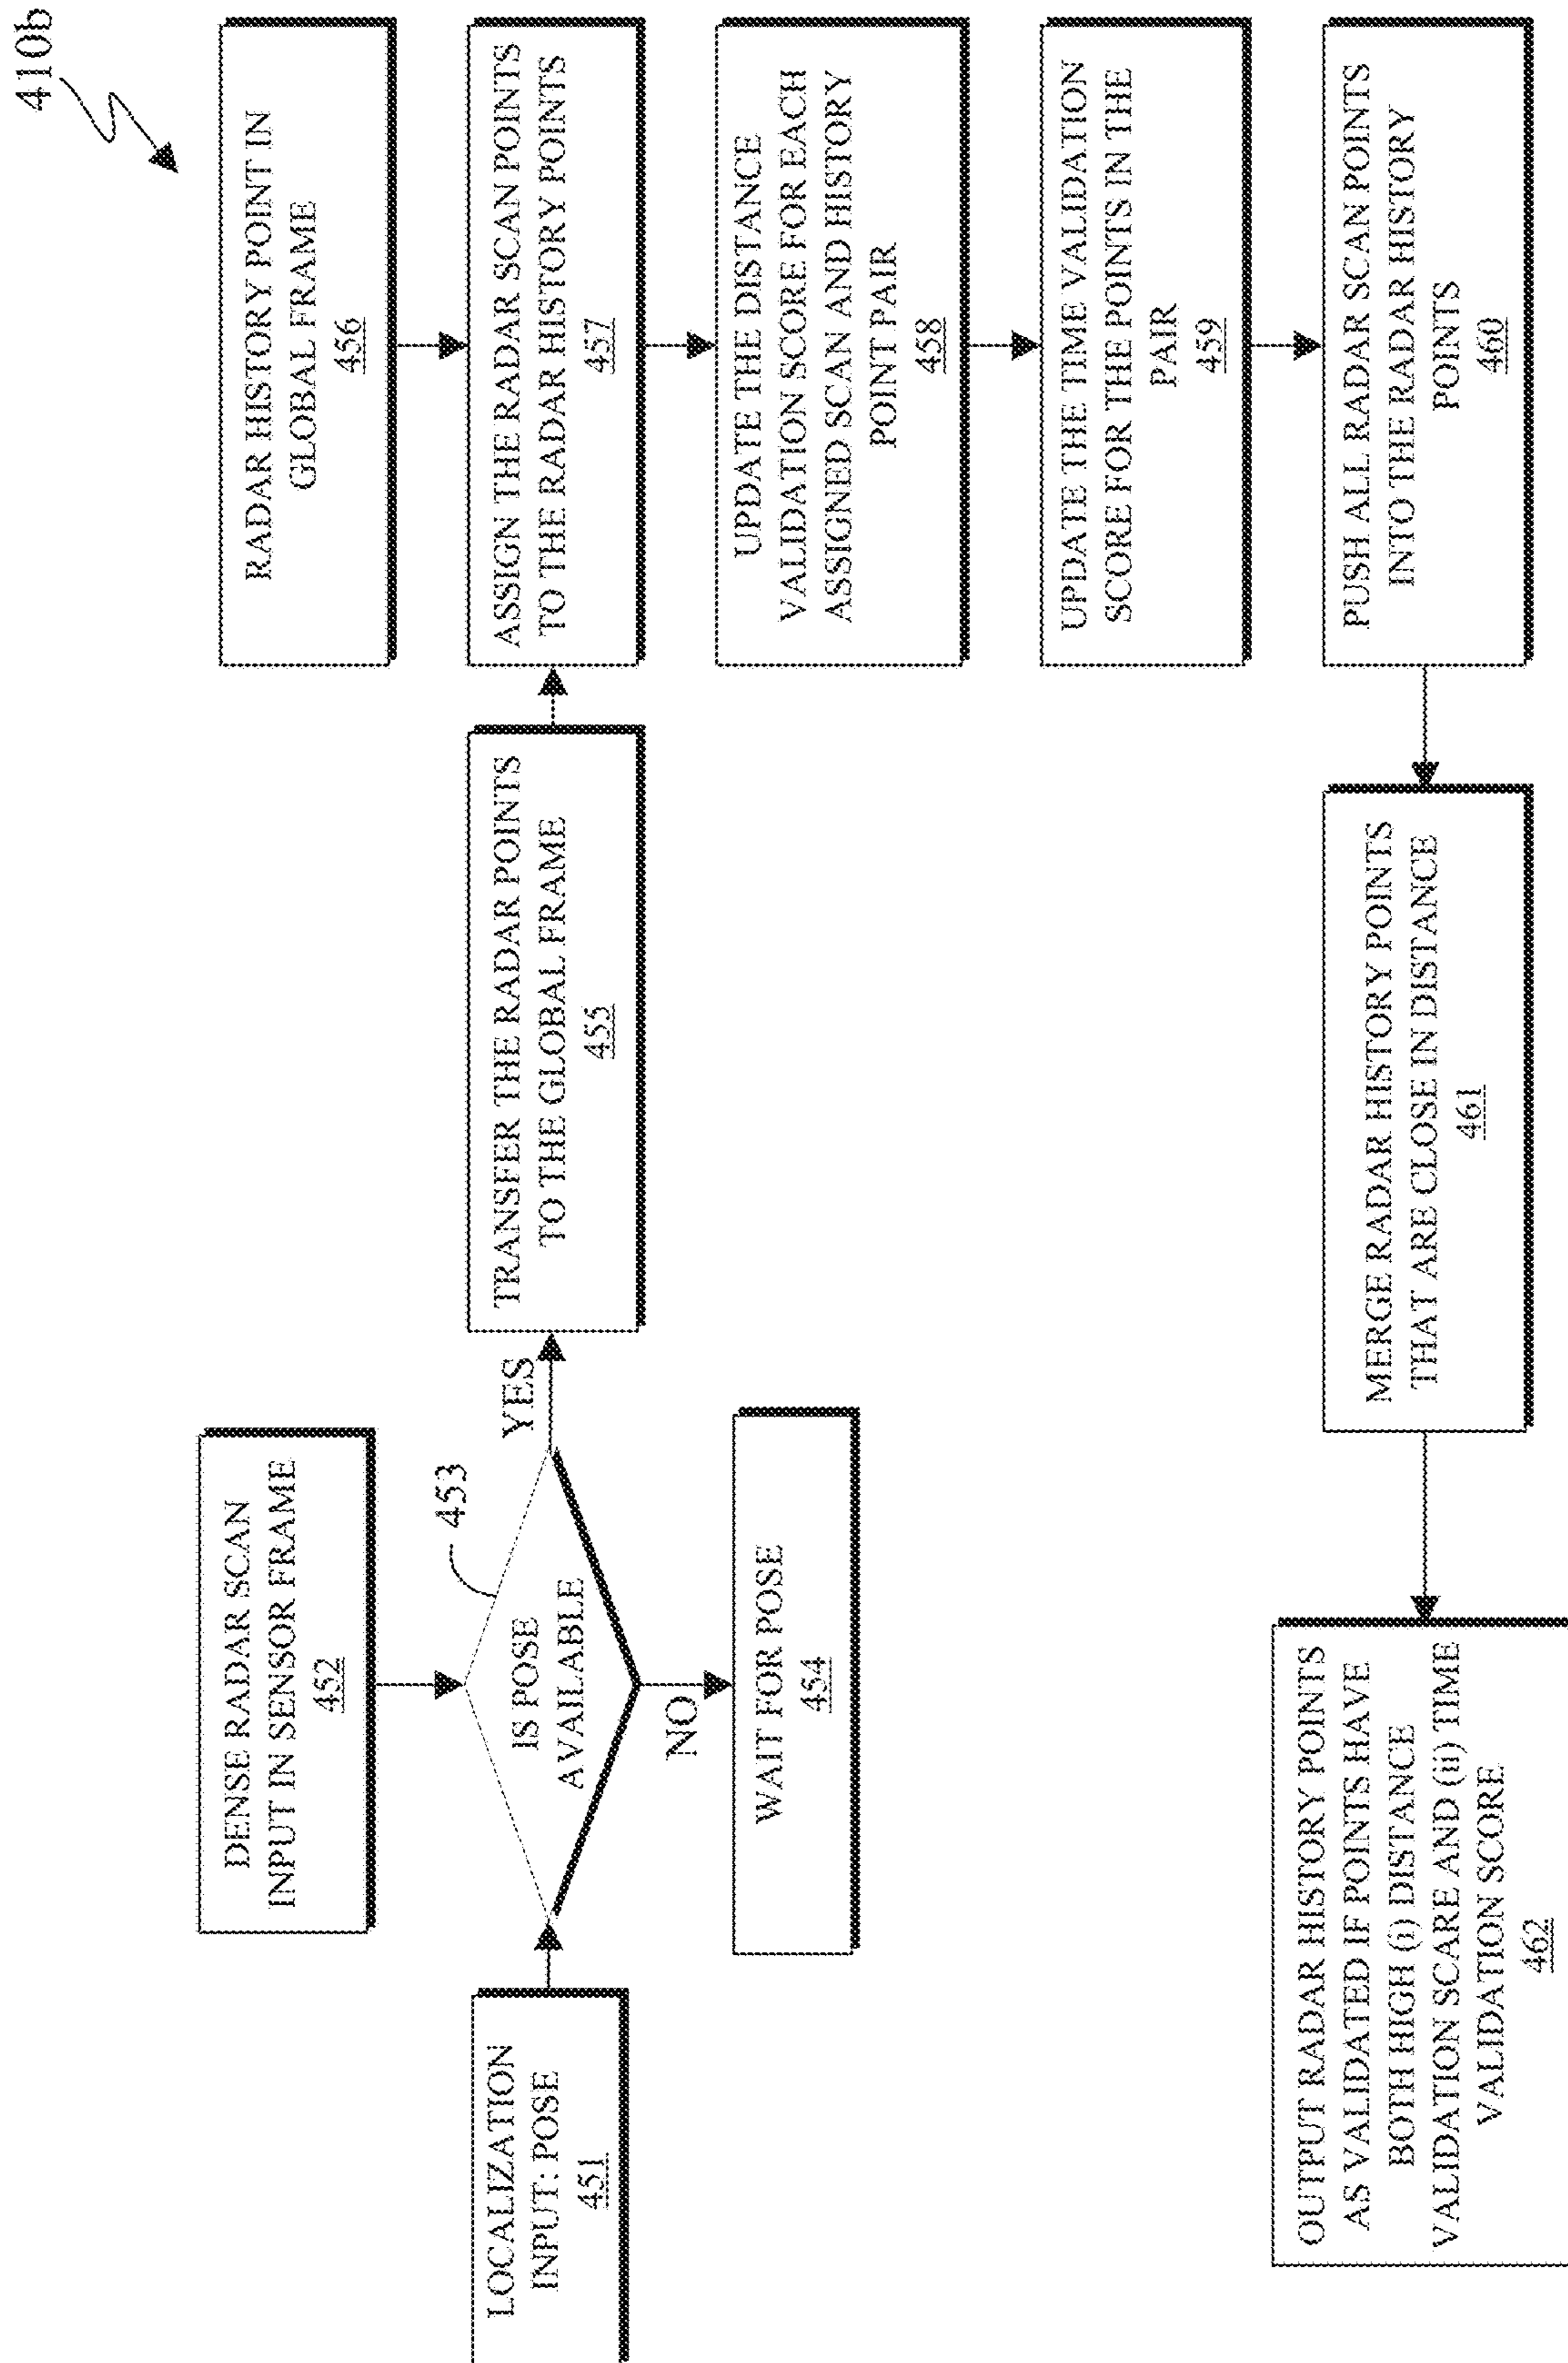 410b
DENSE RADAR SCAN
INPUT IN SENSOR FRAME
452
RADAR HISTORY POINT IN
GLOBAL FRAME
456
LOCALIZATION
INPUT: POSE
451
IS POSE
AVAILABLE
453
YES
NO
TRANSFER THE RADAR POINTS
TO THE GLOBAL FRAME
455
ASSIGN THE RADAR SCAN POINTS
TO THE RADAR HISTORY POINTS
457
WAIT FOR POSE
454
UPDATE THE DISTANCE
VALIDATION SCORE FOR EACH
ASSIGNED SCAN AND HISTORY
POINT PAIR
458
UPDATE THE TIME VALIDATION
SCORE FOR THE POINTS IN THE
PAIR
459
PUSH ALL RADAR SCAN POINTS
INTO THE RADAR HISTORY
POINTS
460
MERGE RADAR HISTORY POINTS
THAT ARE CLOSE IN DISTANCE
461
OUTPUT RADAR HISTORY POINTS
AS VALIDATED IF POINTS HAVE
BOTH HIGH (i) DISTANCE
VALIDATION SCARE AND (ii) TIME
VALIDATION SCORE
462